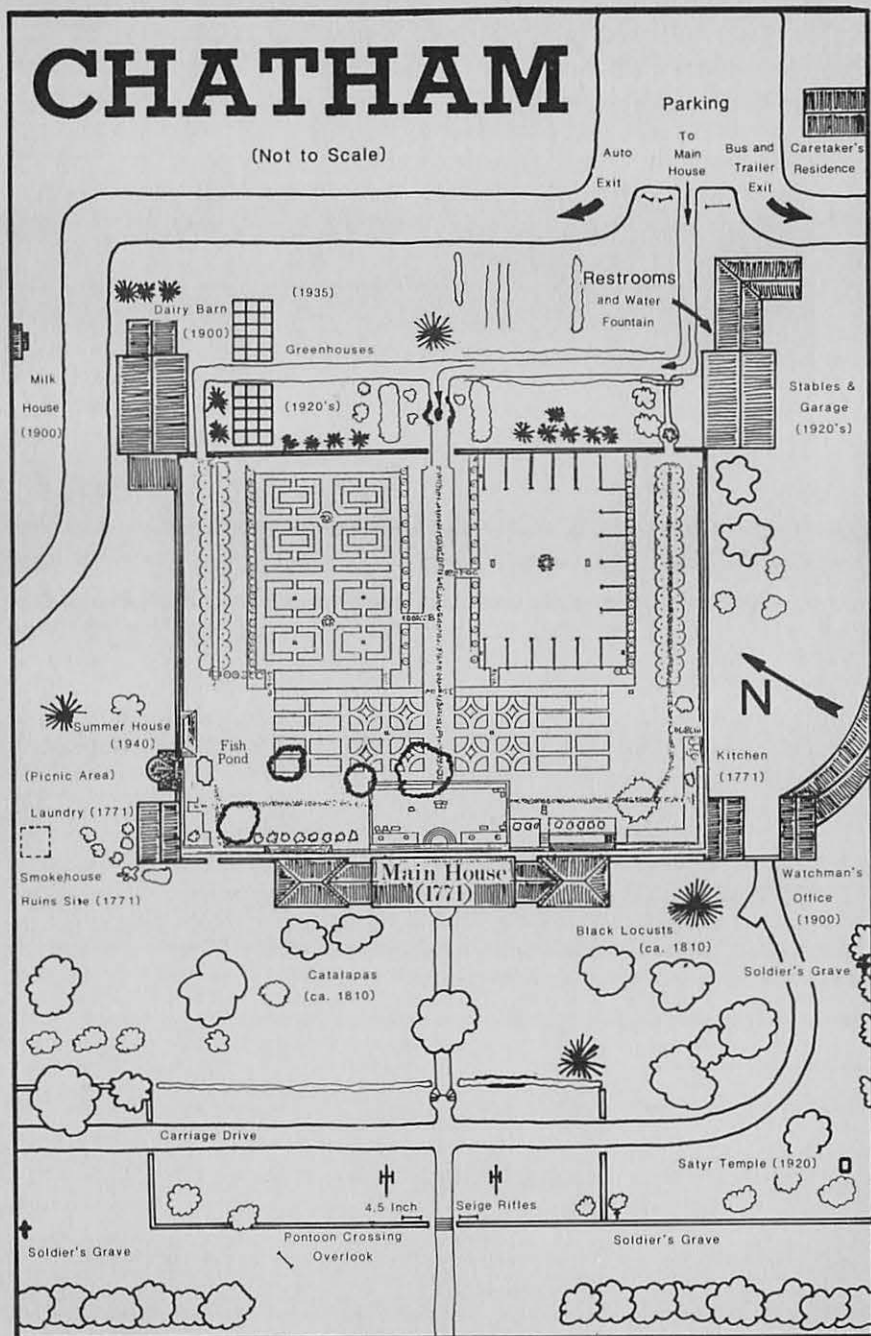 CHATHAM
(Not to Scale)
Parking
To
Main
House
Auto
Exit
Bus and
Trailer
Exit
Caretaker's
Residence
Restrooms
and Water
Fountain
(1935)
Dairy Barn
(1900)
Greenhouses
(1920's)
Milk
House
(1900)
Stables &
Garage
(1920's)
N
Summer House
(1940)
Fish
Pond
(Picnic Area)
Kitchen
(1771)
Laundry (1771)
Smokehouse
Ruins Site (1771)
Main House
(1771)
Watchman's
Office
(1900)
Black Locusts
(ca. 1810)
Catalapas
(ca. 1810)
Soldier's Grave
Carriage Drive
Satyr Temple (1920)
4.5 Inch
Seige Rifles
Pontoon Crossing
Overlook
Soldier's Grave
Soldier's Grave